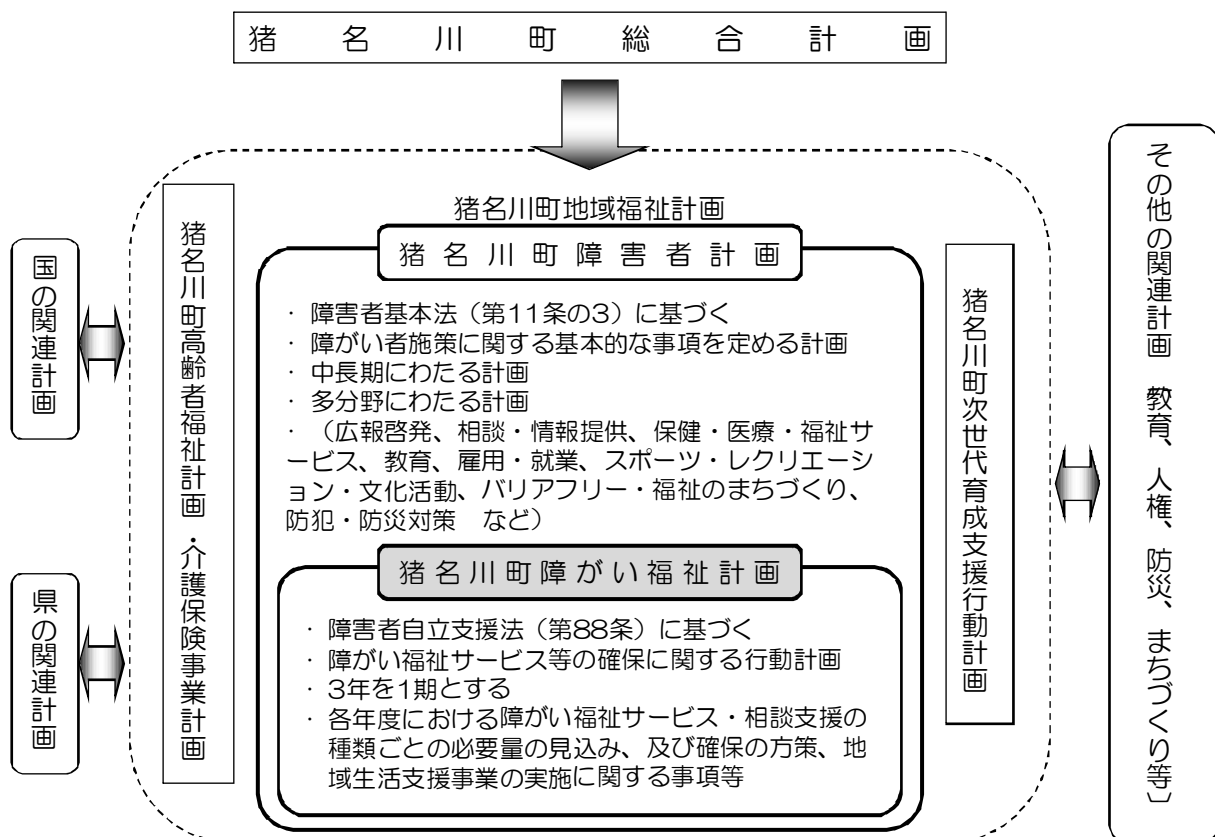 猪名川町総合計画
猪名川町地域福祉計画
国の関連計画
県の関連計画
猪名川町高齢者福祉計画・介護保険事業計画
猪名川町障害者計画
・障害者基本法（第11条の3）に基づく
・障がい者施策に関する基本的な事項を定める計画
・中長期にわたる計画
・多分野にわたる計画
・（広報啓発、相談・情報提供、保健・医療・福祉サ
ービス、教育、雇用・就業、スポーツ・レクリエーシ
ョン・文化活動、バリアフリー・福祉のまちづくり、
防犯・防災対策　など）
猪名川町障がい福祉計画
・障害者自立支援法（第88条）に基づく
・障がい福祉サービス等の確保に関する行動計画
・3年を1期とする
・各年度における障がい福祉サービス・相談支援の
種類ごとの必要量の見込み、及び確保の方策、地
域生活支援事業の実施に関する事項等
猪名川町次世代育成支援行動計画
その他の関連計画　教育、人権、防災、まちづくり等〕